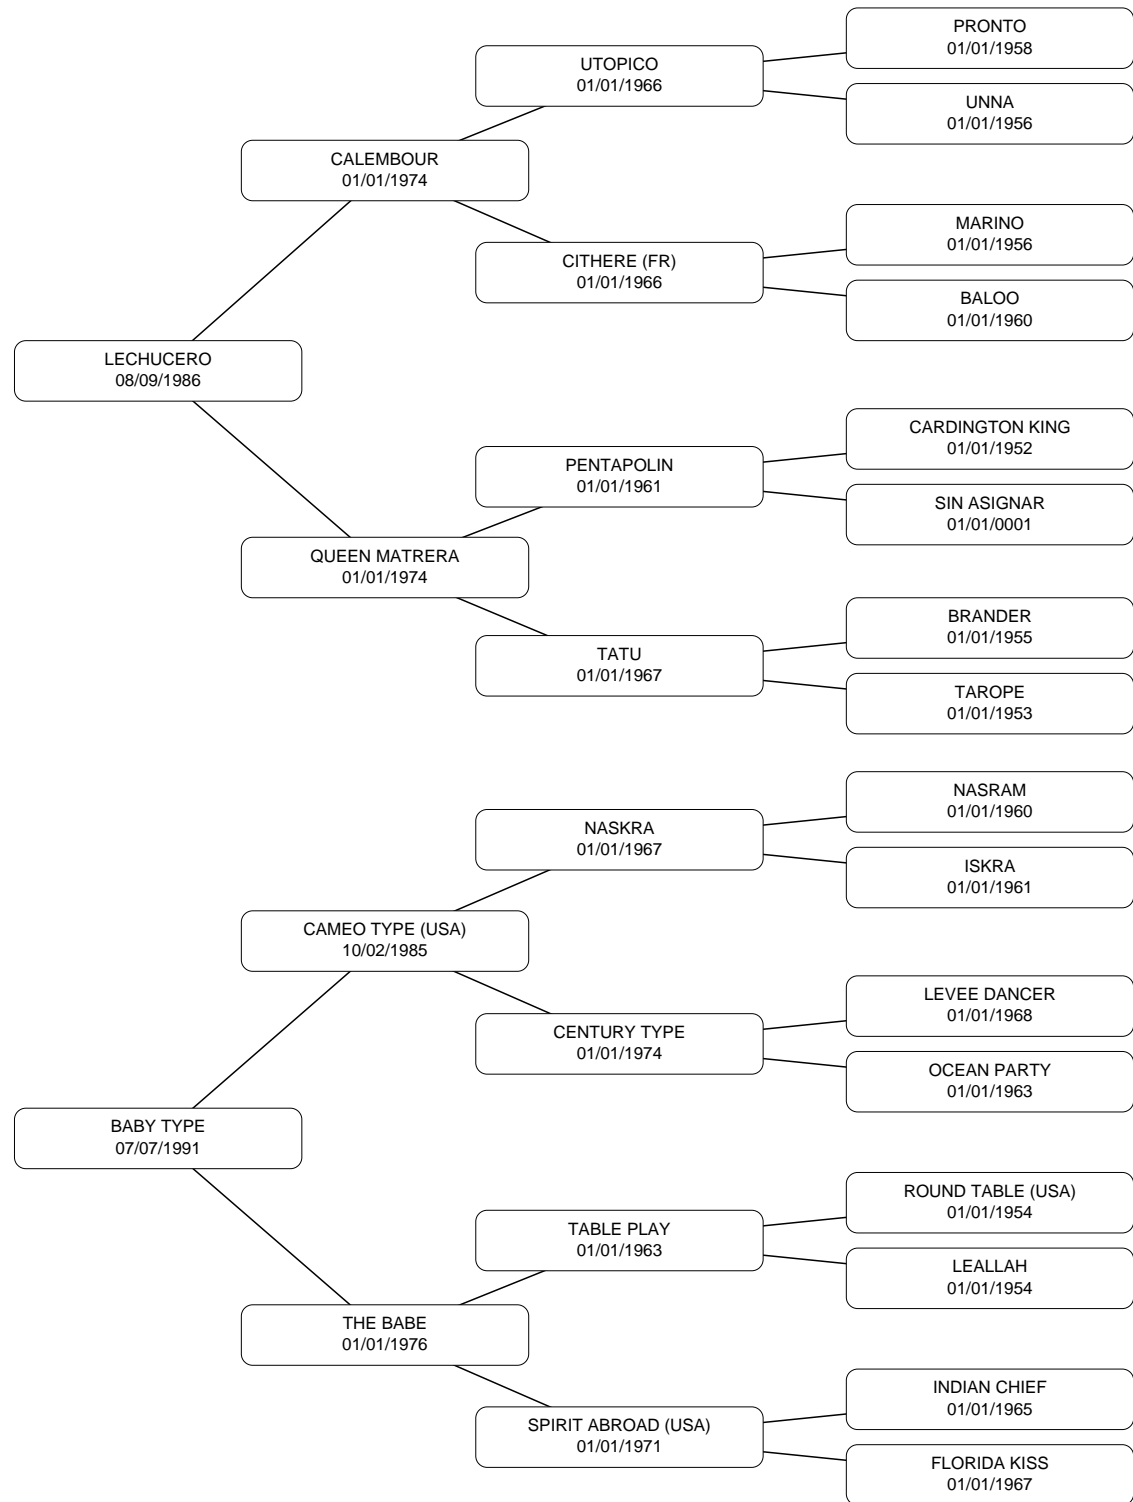 PRONTO
01/01/1958
UTOPICO
01/01/1966
UNNA
01/01/1956
CALEMBOUR
01/01/1974
MARINO
01/01/1956
CITHERE (FR)
01/01/1966
BALOO
01/01/1960
LECHUCERO
08/09/1986
CARDINGTON KING
01/01/1952
PENTAPOLIN
01/01/1961
SIN ASIGNAR
01/01/0001
QUEEN MATRERA
01/01/1974
BRANDER
01/01/1955
TATU
01/01/1967
TAROPE
01/01/1953
NASRAM
01/01/1960
NASKRA
01/01/1967
ISKRA
01/01/1961
CAMEO TYPE (USA)
10/02/1985
LEVEE DANCER
01/01/1968
CENTURY TYPE
01/01/1974
OCEAN PARTY
01/01/1963
BABY TYPE
07/07/1991
ROUND TABLE (USA)
01/01/1954
TABLE PLAY
01/01/1963
LEALLAH
01/01/1954
THE BABE
01/01/1976
INDIAN CHIEF
01/01/1965
SPIRIT ABROAD (USA)
01/01/1971
FLORIDA KISS
01/01/1967